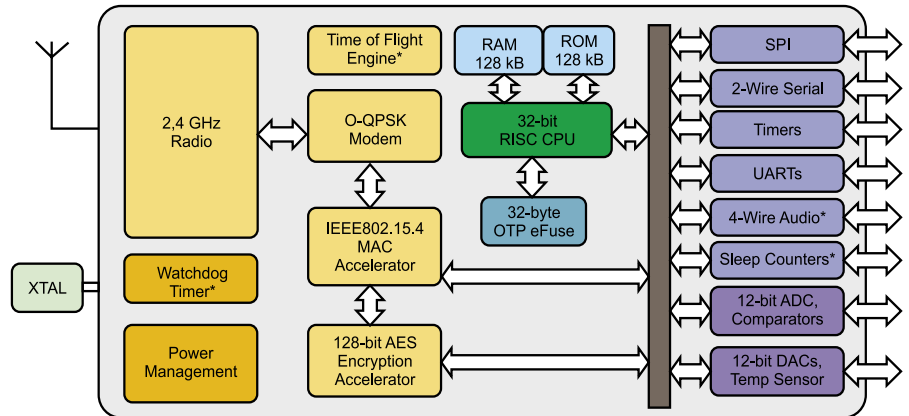 2,4 GHz
Radio
Time of Flight
Engine*
RAM
128 kB
ROM
128 kB
O-QPSK
Modem
32-bit
RISC CPU
32-byte
OTP eFuse
IEEE802.15.4
MAC
Accelerator
XTAL
Watchdog
Timer*
Power
Management
128-bit AES
Encryption
Accelerator
SPI
2-Wire Serial
Timers
UARTs
4-Wire Audio*
Sleep Counters*
12-bit ADC,
Comparators
12-bit DACs,
Temp Sensor